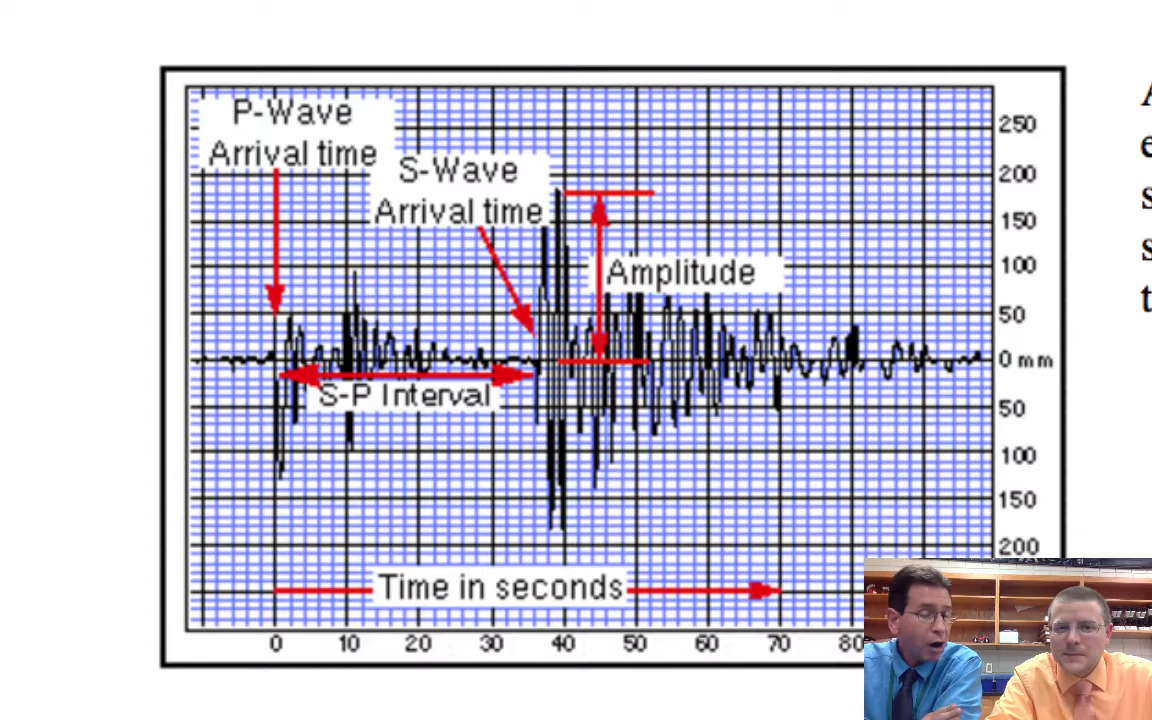 P-Wave
Arrival time
S-Wave
Arrival time
Amplitude
S-P Interval
Time in seconds
250
200
150
100
50
0 mm
50
100
150
200
0 10 20 30 40 50 60 70 80